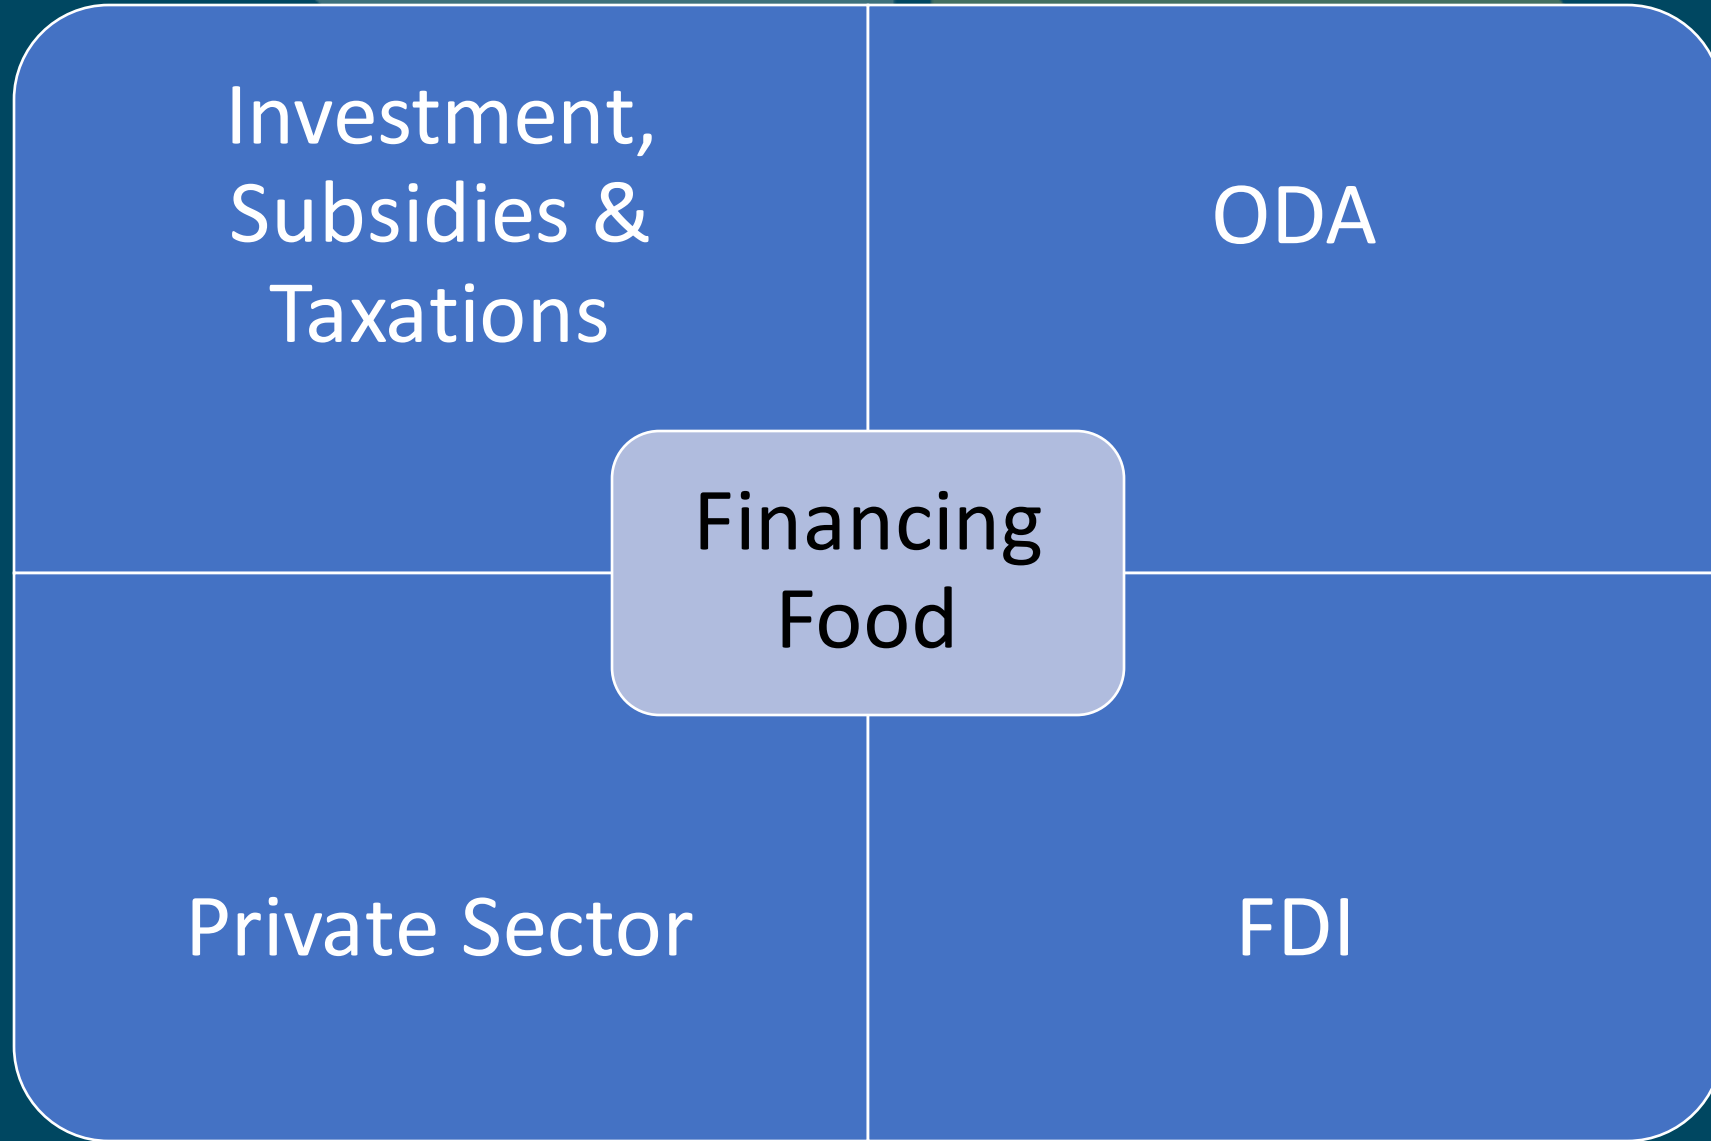 Investment,
Subsidies &
Taxations
ODA
Financing
Food
Private Sector
FDI